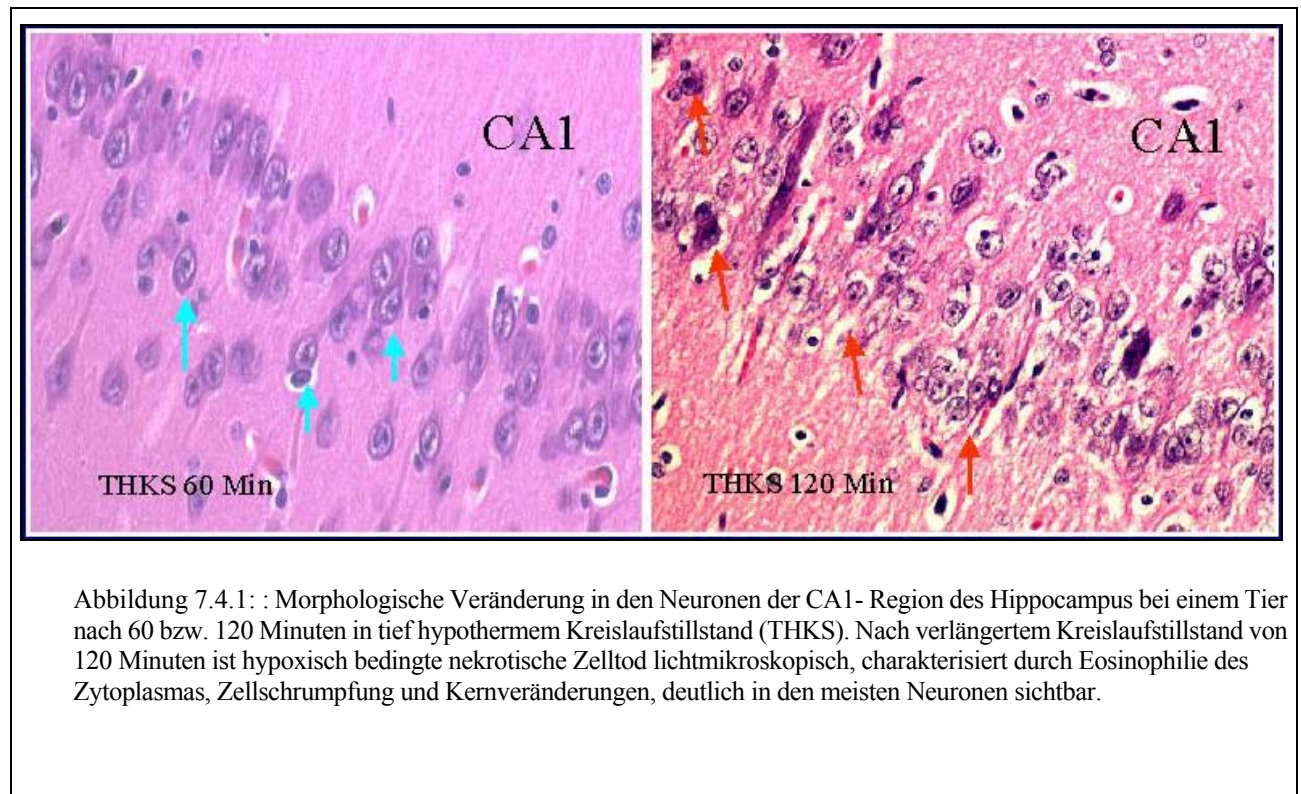 CA1
THKS 60 Min
CA1
THKS 120 Min
Abbildung 7.4.1: : Morphologische Veränderung in den Neuronen der CA1- Region des Hippocampus bei einem Tier
nach 60 bzw. 120 Minuten in tief hypothermem Kreislaufstillstand (THKS). Nach verlängertem Kreislaufstillstand von
120 Minuten ist hypoxisch bedingte nekrotische Zelltod lichtmikroskopisch, charakterisiert durch Eosinophilie des
Zytoplasmas, Zellschrumpfung und Kernveränderungen, deutlich in den meisten Neuronen sichtbar.